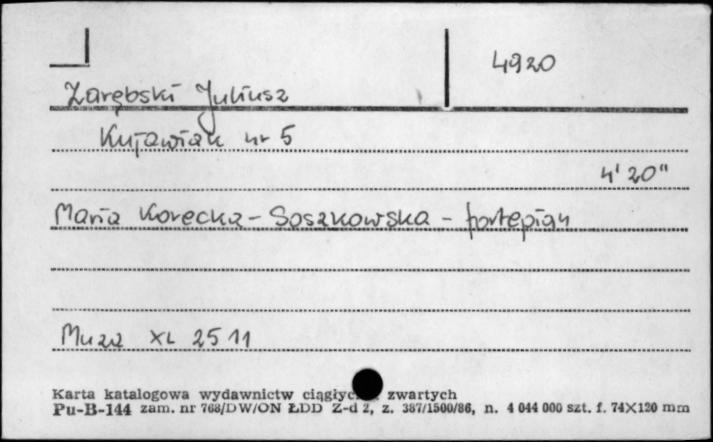 4920
Zarębski Juliusz
Kujawiak nr 5
4' 20"
Maria Korecka-Soszkowska - fortepian
Muza XL 2511
Karta katalogowa wydawnictw ciągłych zwartych
Pu-B-144 zam. nr 768/DW/ON ŁDD Z-d 2, z. 387/1500/86, n. 4 044 000 szt. f. 74X120 mm